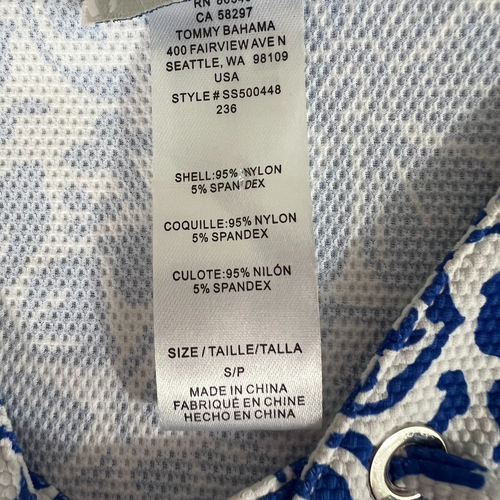 RN
CA 58297
TOMMY BAHAMA
400 FAIRVIEW AVE N
SEATTLE, WA 98109
USA
STYLE # SS500448
236
SHELL:95% NYLON
5% SPANDEX
COQUILLE:95% NYLON
5% SPANDEX
CULOTE:95% NILÓN
5% SPANDEX
SIZE / TAILLE/TALLA
S/P
MADE IN CHINA
FABRIQUÉ EN CHINE
HECHO EN CHINA